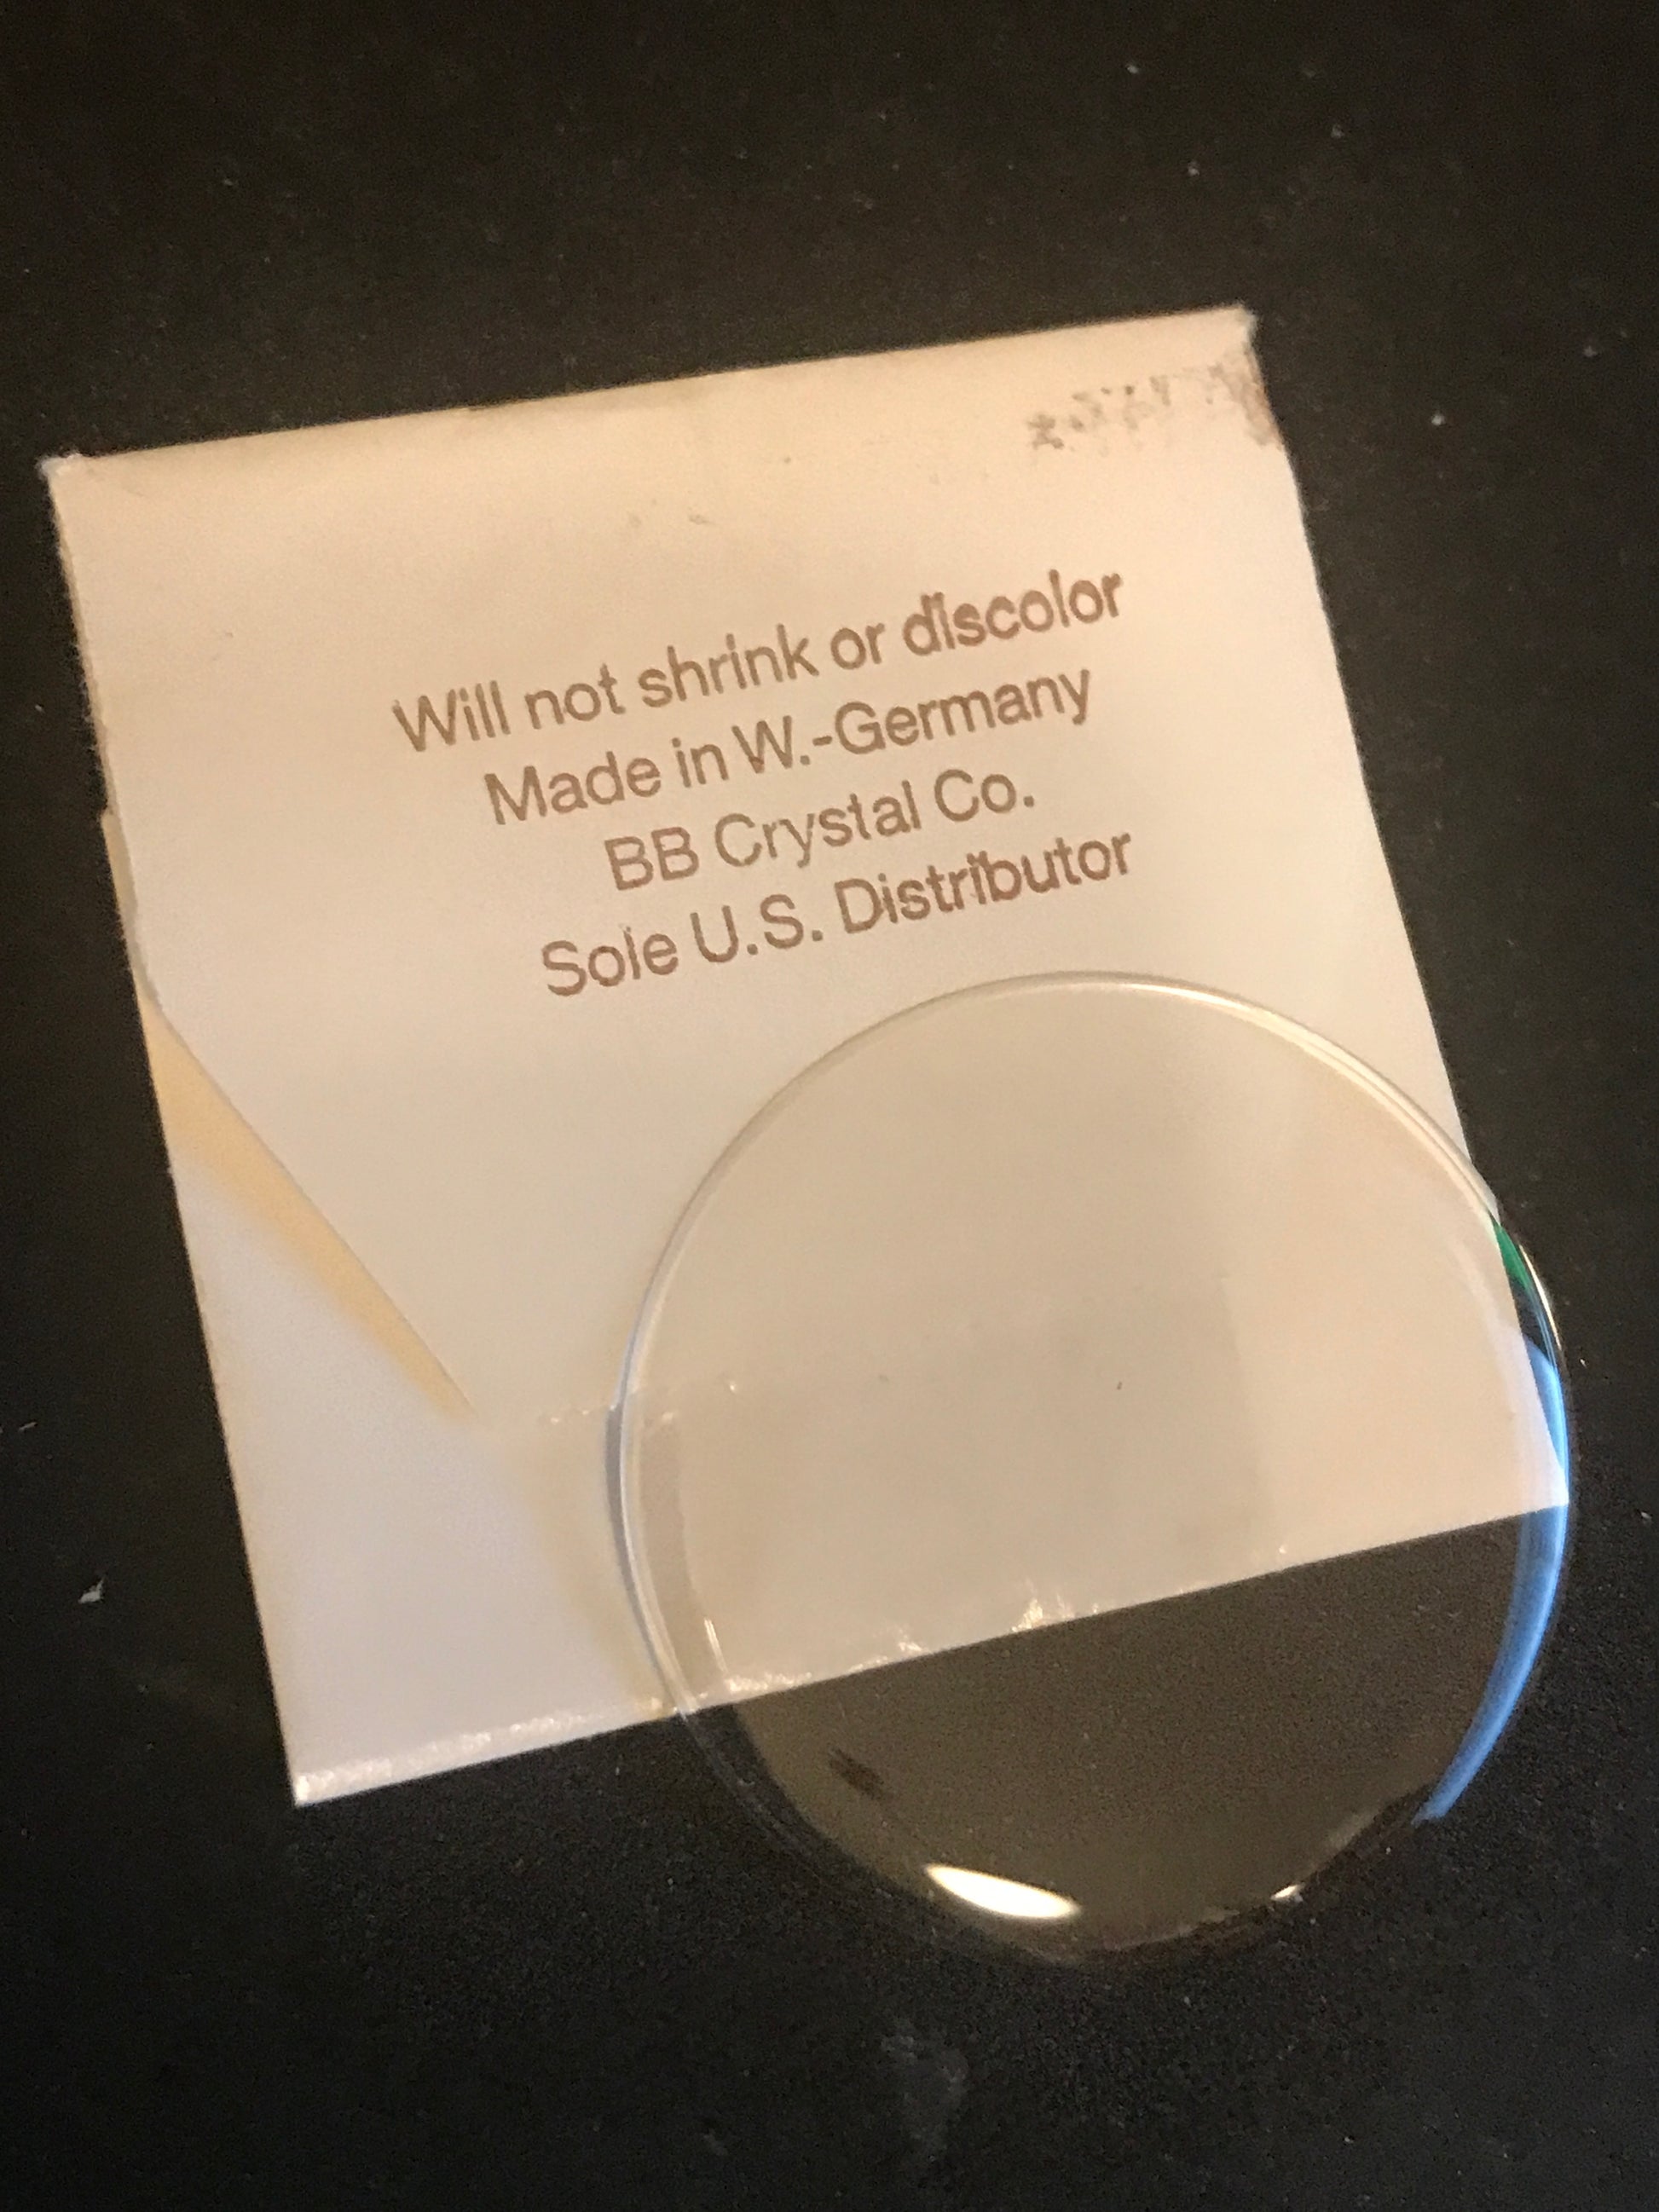 Will not shrink or discolor
Made in W.-Germany
BB Crystal Co.
Sole U.S. Distributor